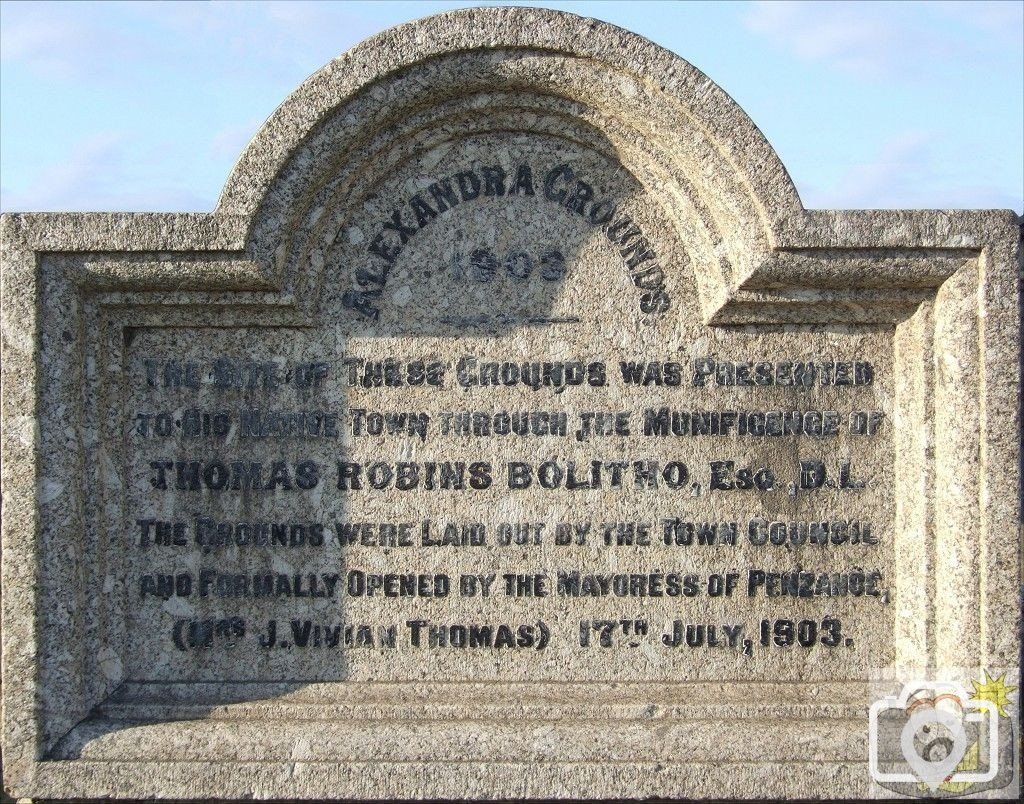 ALEXANDRA GROUNDS
1903
THE SITE OF THESE GROUNDS WAS PRESENTED
TO HIS NATIVE TOWN THROUGH THE MUNIFICENCE OF
THOMAS ROBINS BOLITHO, ESQ., D.L.
THE GROUNDS WERE LAID OUT BY THE TOWN COUNCIL
AND FORMALLY OPENED BY THE MAYORESS OF PENZANCE,
(MRS J. VIVIAN THOMAS) 17TH JULY, 1903.